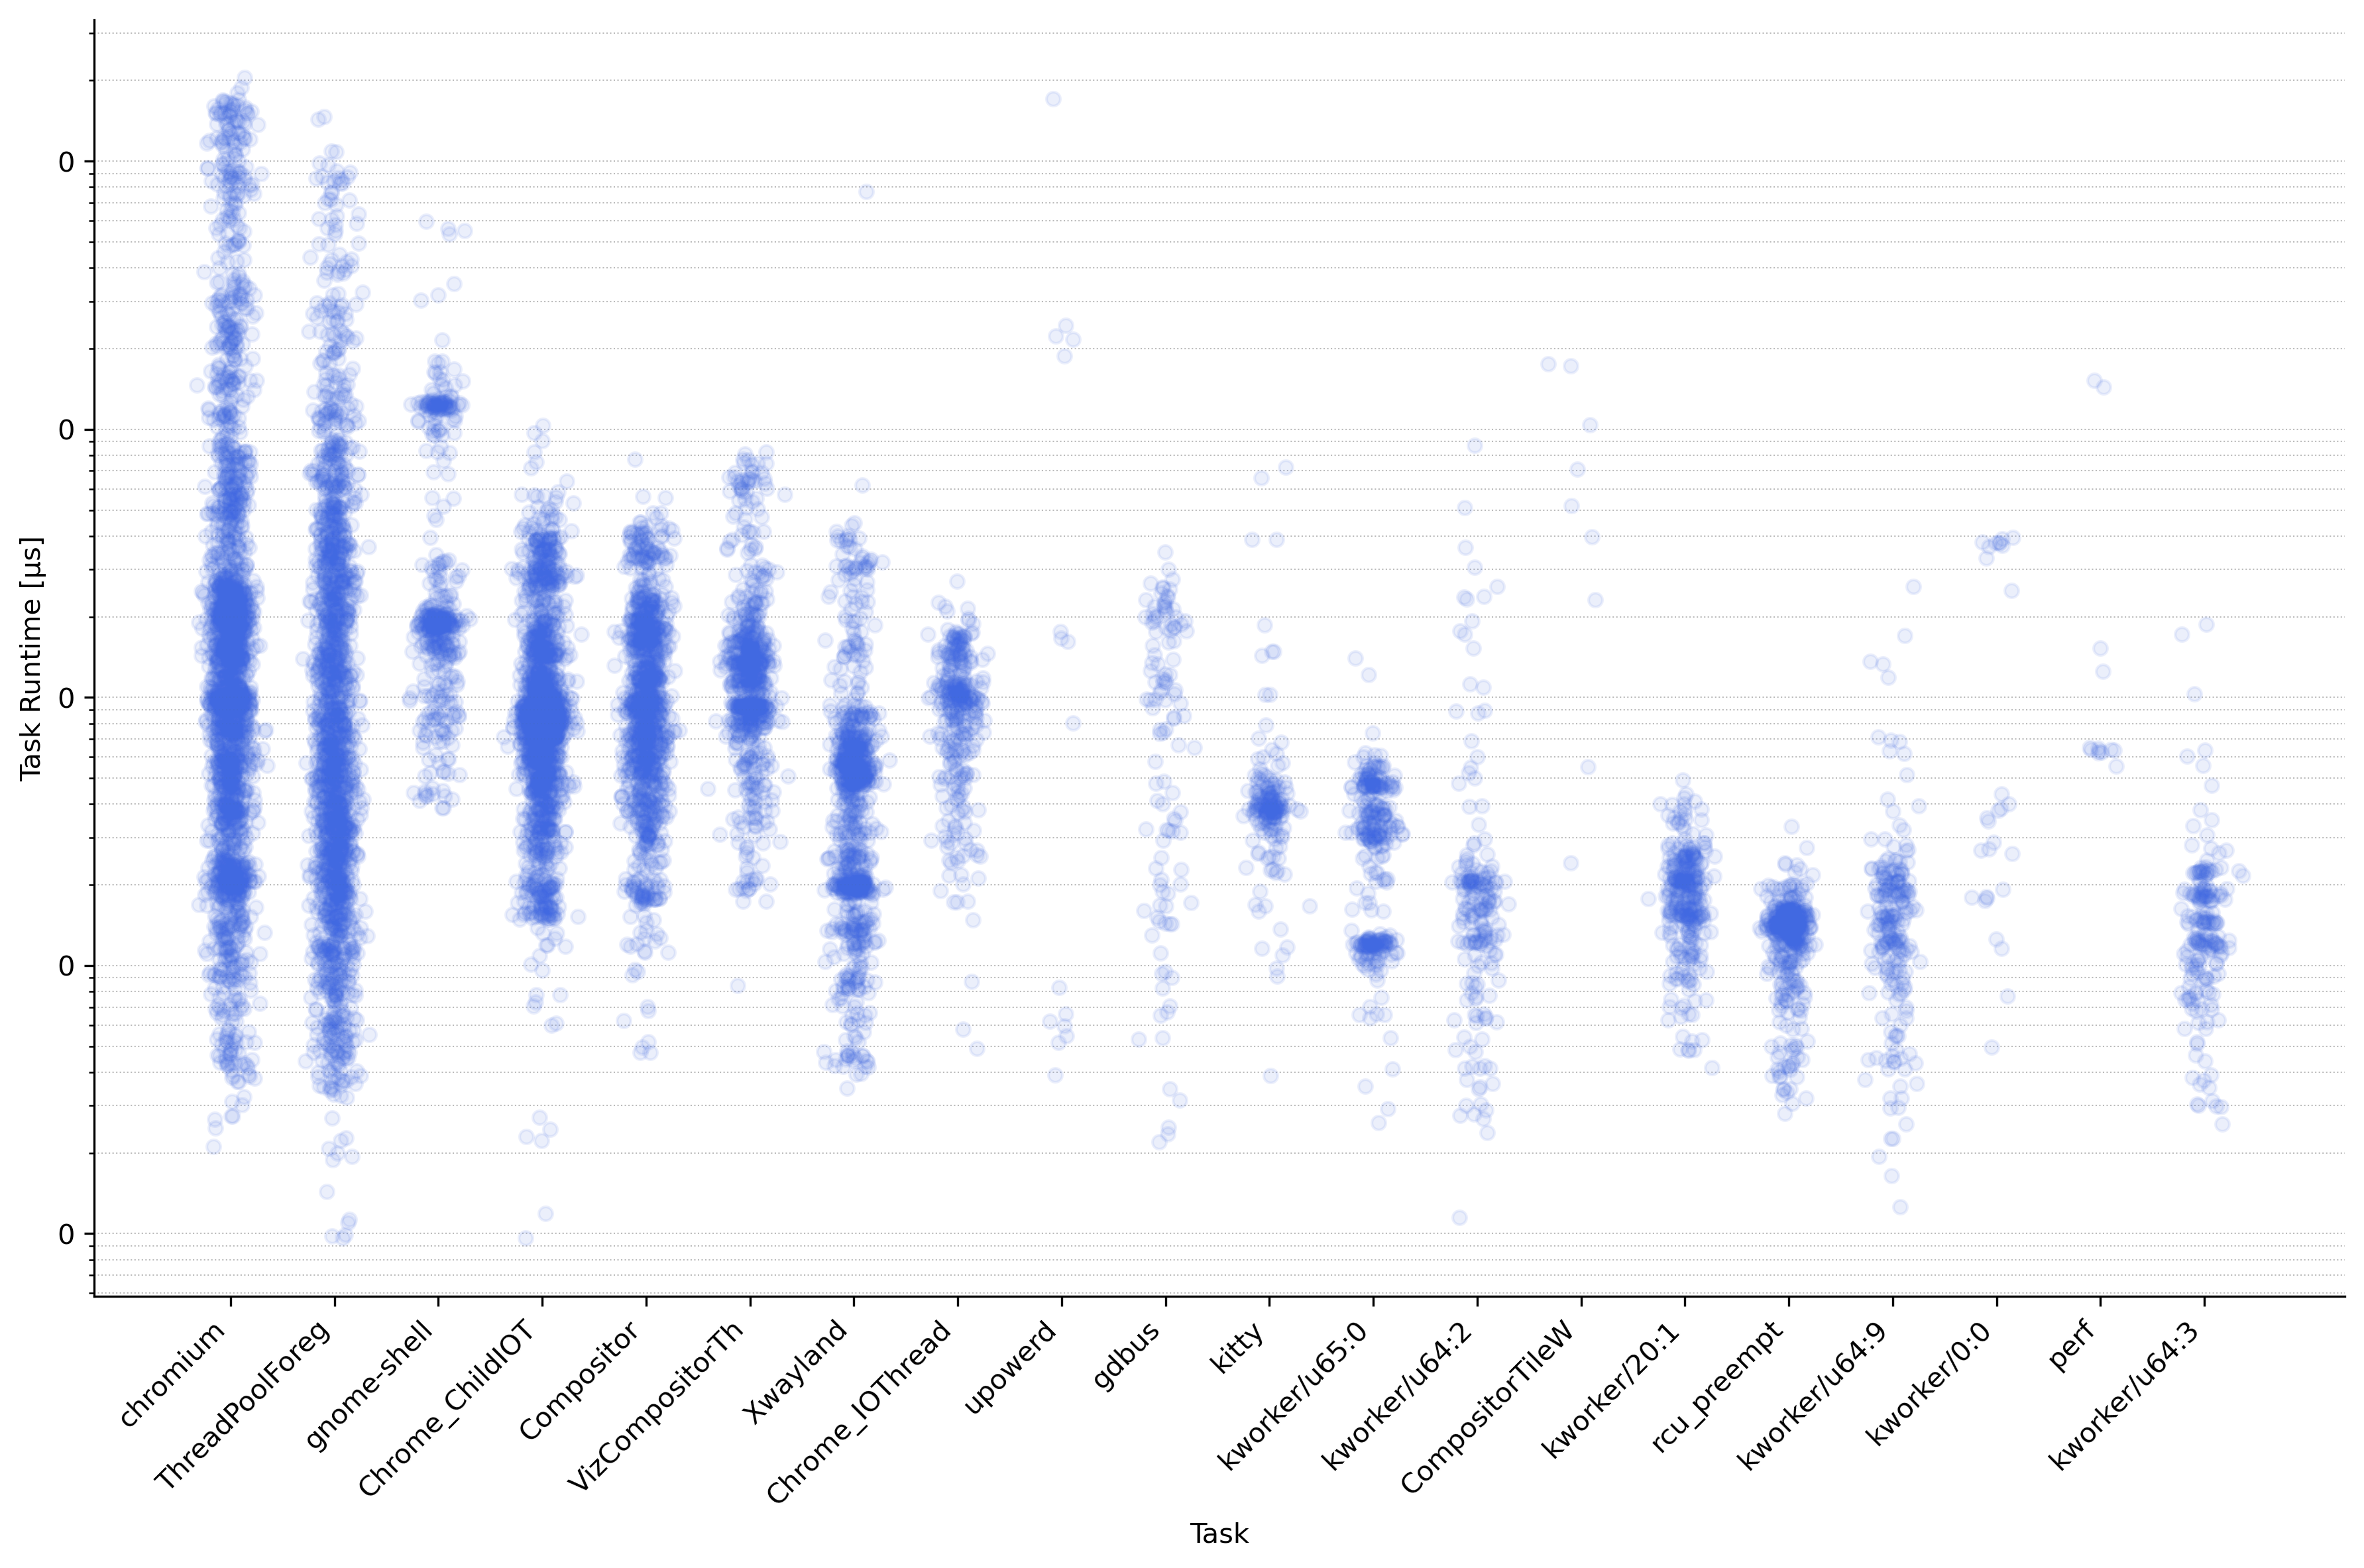 Task Runtime [µs]
0
0
0
0
0
chromium
ThreadPoolForeg
gnome-shell
Chrome_ChildIOT
Compositor
VizCompositorTh
Xwayland
Chrome_IOThread
upowerd
gdbus
kitty
kworker/u65:0
kworker/u64:2
CompositorTileW
kworker/20:1
rcu_preempt
kworker/u64:9
kworker/0:0
perf
kworker/u64:3
Task